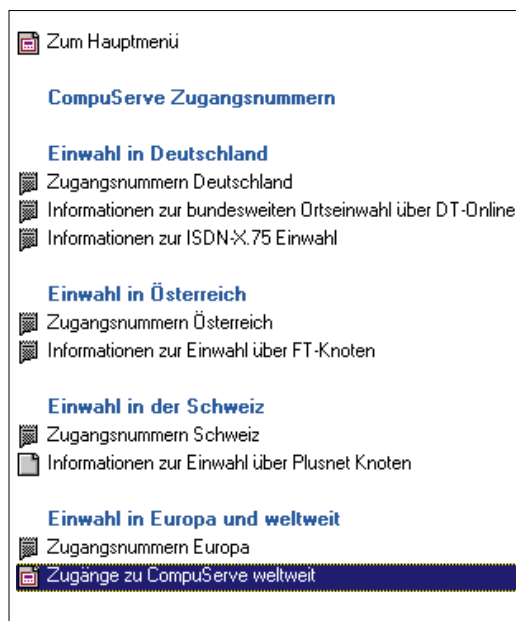 Zum Hauptmenü
CompuServe Zugangsnummern
Einwahl in Deutschland
Zugangsnummern Deutschland
Informationen zur bundesweiten Ortseinwahl über DT-Online
Informationen zur ISDN-X.75 Einwahl
Einwahl in Österreich
Zugangsnummern Österreich
Informationen zur Einwahl über FT-Knoten
Einwahl in der Schweiz
Zugangsnummern Schweiz
Informationen zur Einwahl über Plusnet Knoten
Einwahl in Europa und weltweit
Zugangsnummern Europa
Zugänge zu CompuServe weltweit